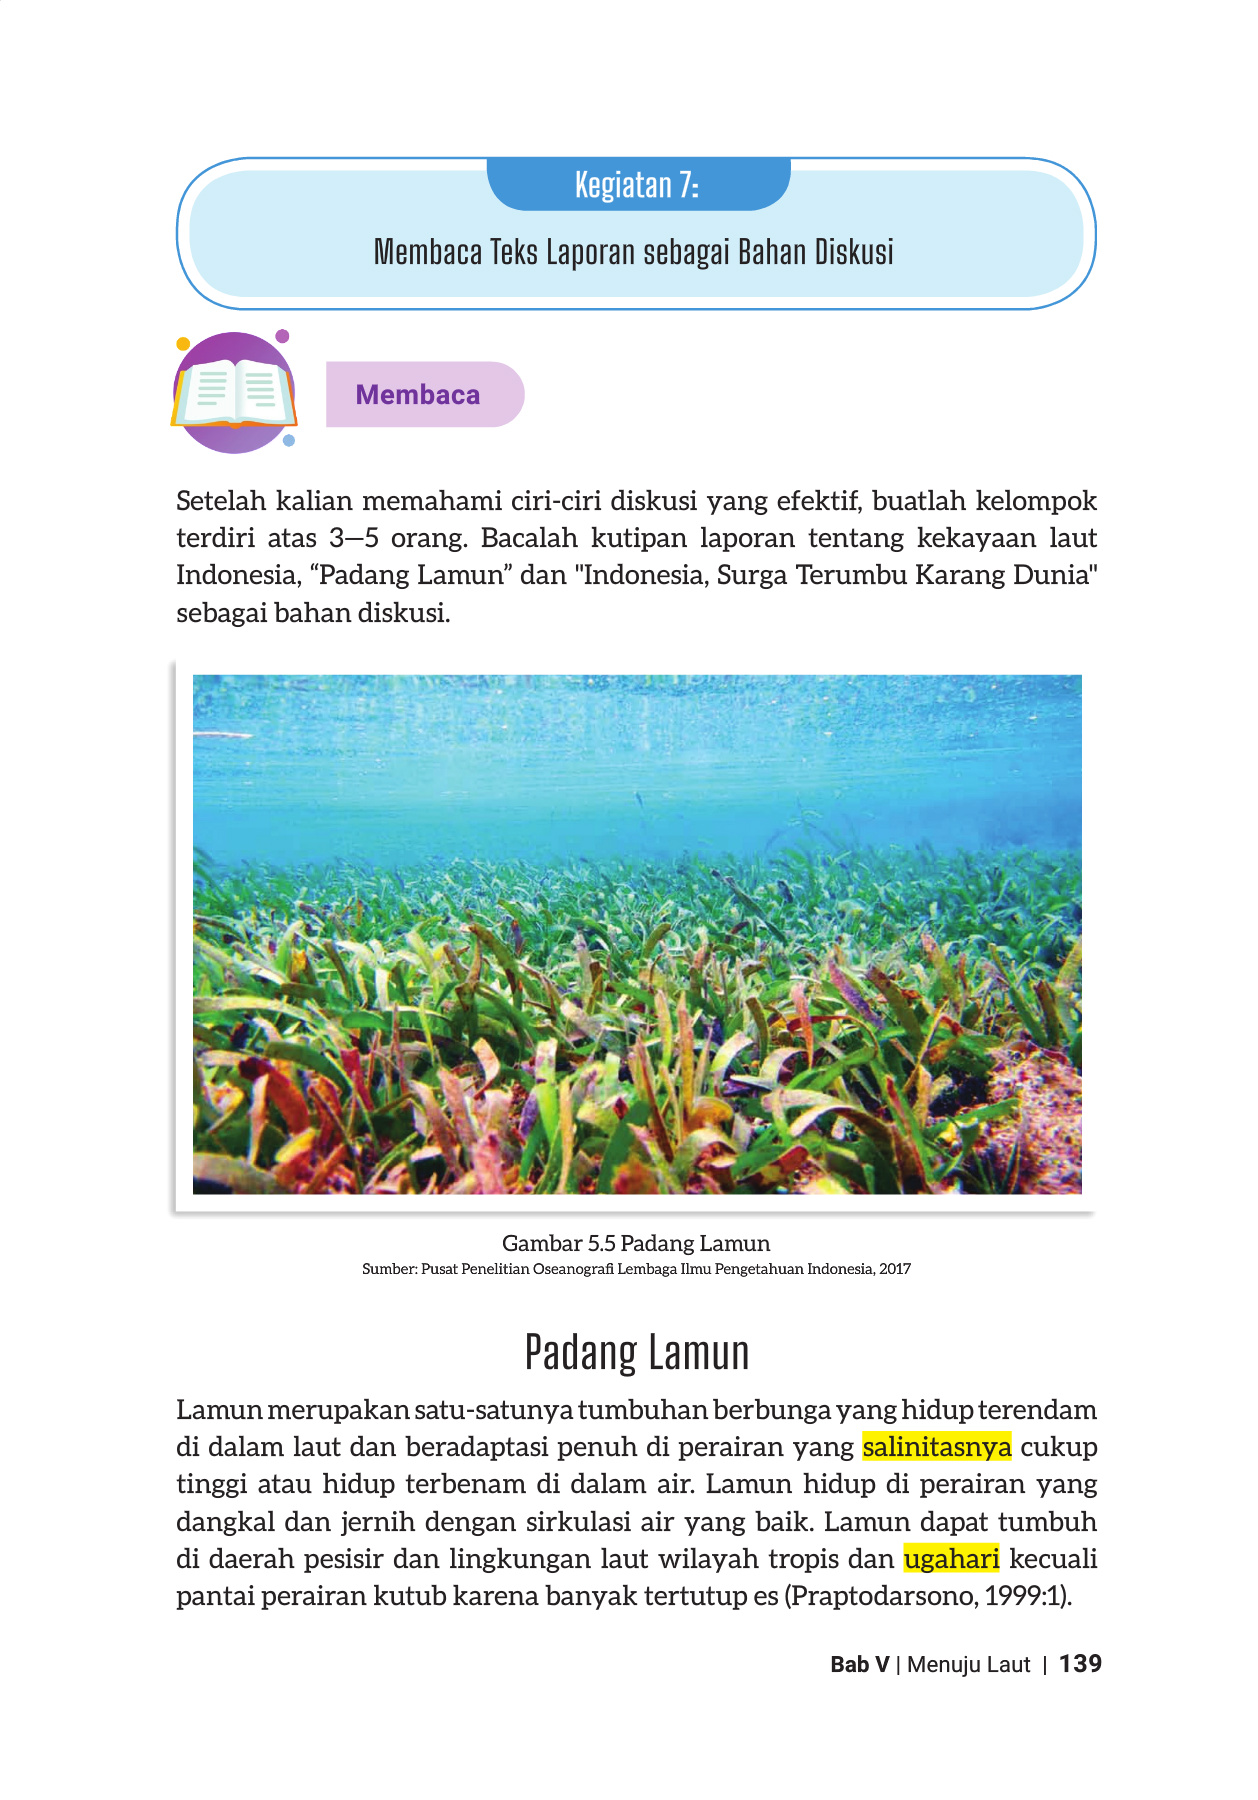 Kegiatan 7:
Membaca Teks Laporan sebagai Bahan Diskusi
Membaca
Setelah kalian memahami ciri-ciri diskusi yang efektif, buatlah kelompok
terdiri atas 3—5 orang. Bacalah kutipan laporan tentang kekayaan laut
Indonesia, “Padang Lamun” dan "Indonesia, Surga Terumbu Karang Dunia"
sebagai bahan diskusi.
Gambar 5.5 Padang Lamun
Sumber: Pusat Penelitian Oseanografi Lembaga Ilmu Pengetahuan Indonesia, 2017
Padang Lamun
Lamun merupakan satu-satunya tumbuhan berbunga yang hidup terendam
di dalam laut dan beradaptasi penuh di perairan yang salinitasnya cukup
tinggi atau hidup terbenam di dalam air. Lamun hidup di perairan yang
dangkal dan jernih dengan sirkulasi air yang baik. Lamun dapat tumbuh
di daerah pesisir dan lingkungan laut wilayah tropis dan ugahari kecuali
pantai perairan kutub karena banyak tertutup es (Praptodarsono, 1999:1).
Bab V | Menuju Laut | 139